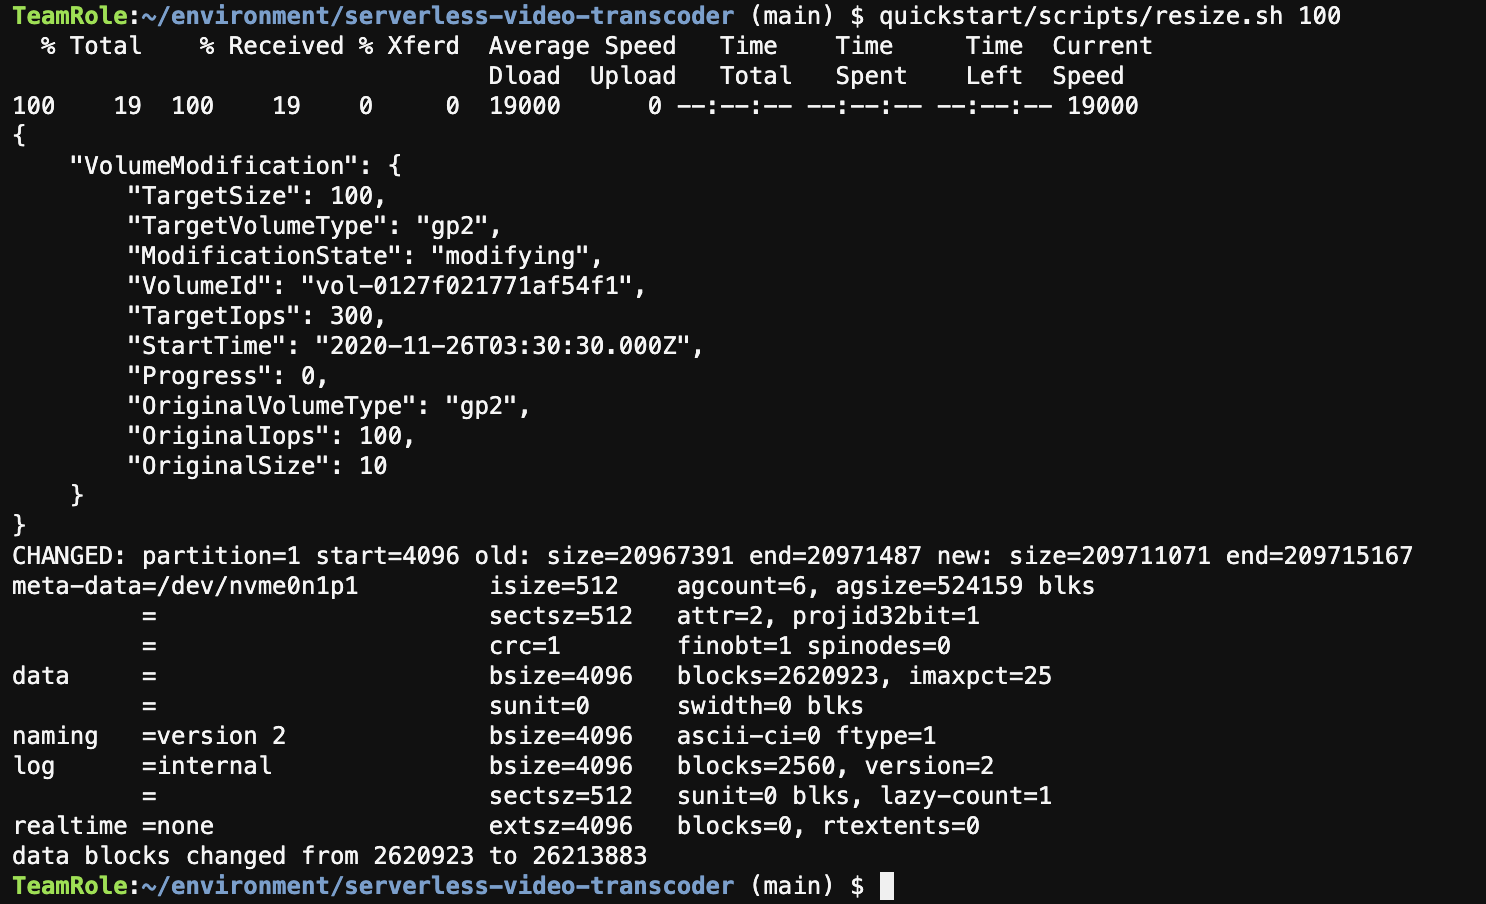 TeamRole:~/environment/serverless-video-transcoder (main) $ quickstart/scripts/resize.sh 100
  % Total    % Received % Xferd  Average Speed   Time    Time     Time  Current
                                 Dload  Upload   Total   Spent    Left  Speed
100    19  100    19    0     0  19000      0 --:--:-- --:--:-- --:--:-- 19000
{
    "VolumeModification": {
        "TargetSize": 100,
        "TargetVolumeType": "gp2",
        "ModificationState": "modifying",
        "VolumeId": "vol-0127f021771af54f1",
        "TargetIops": 300,
        "StartTime": "2020-11-26T03:30:30.000Z",
        "Progress": 0,
        "OriginalVolumeType": "gp2",
        "OriginalIops": 100,
        "OriginalSize": 10
    }
}
CHANGED: partition=1 start=4096 old: size=20967391 end=20971487 new: size=209711071 end=209715167
meta-data=/dev/nvme0n1p1         isize=512    agcount=6, agsize=524159 blks
         =                       sectsz=512   attr=2, projid32bit=1
         =                       crc=1        finobt=1 spinodes=0
data     =                       bsize=4096   blocks=2620923, imaxpct=25
         =                       sunit=0      swidth=0 blks
naming   =version 2              bsize=4096   ascii-ci=0 ftype=1
log      =internal               bsize=4096   blocks=2560, version=2
         =                       sectsz=512   sunit=0 blks, lazy-count=1
realtime =none                   extsz=4096   blocks=0, rtextents=0
data blocks changed from 2620923 to 26213883
TeamRole:~/environment/serverless-video-transcoder (main) $